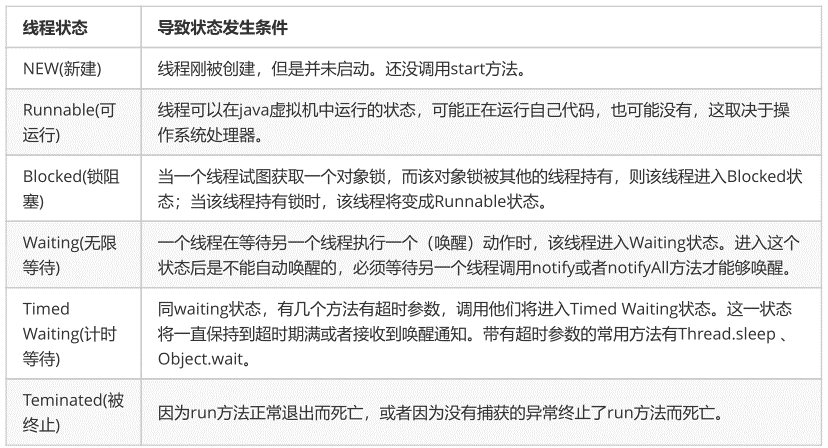 线程状态 导致状态发生条件
NEW(新建) 线程刚被创建，但是并未启动。还没调用start方法。
Runnable(可 线程可以在java虚拟机中运行的状态，可能正在运行自己代码，也可能没有，这取决于操
运行) 作系统处理器。
Blocked(锁阻 当一个线程试图获取一个对象锁，而该对象锁被其他的线程持有，则该线程进入Blocked状
塞) 态；当该线程持有锁时，该线程将变成Runnable状态。
Waiting(无限 一个线程在等待另一个线程执行一个（唤醒）动作时，该线程进入Waiting状态。进入这个
等待) 状态后是不能自动唤醒的，必须等待另一个线程调用notify或者notifyAll方法才能够唤醒。
Timed 同waiting状态，有几个方法有超时参数，调用他们将进入Timed Waiting状态。这一状态
Waiting(计时 将一直保持到超时期满或者接收到唤醒通知。带有超时参数的常用方法有Thread.sleep 、
等待) Object.wait。
Teminated(被 因为run方法正常退出而死亡，或者因为没有捕获的异常终止了run方法而死亡。
终止)